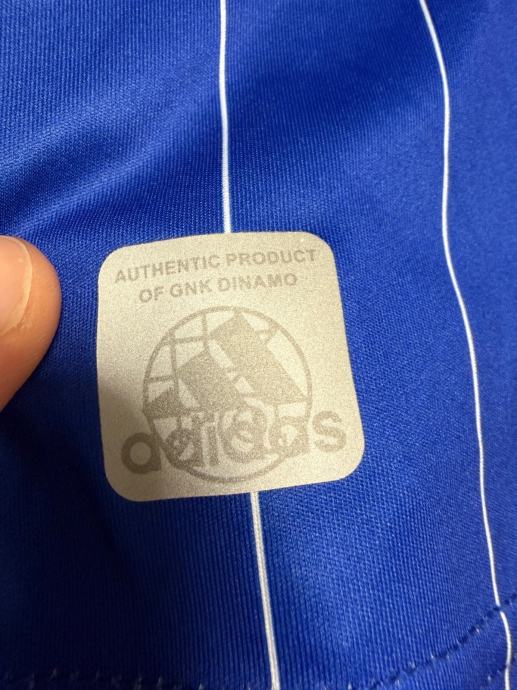 AUTHENTIC PRODUCT
OF GNK DINAMO
adidas